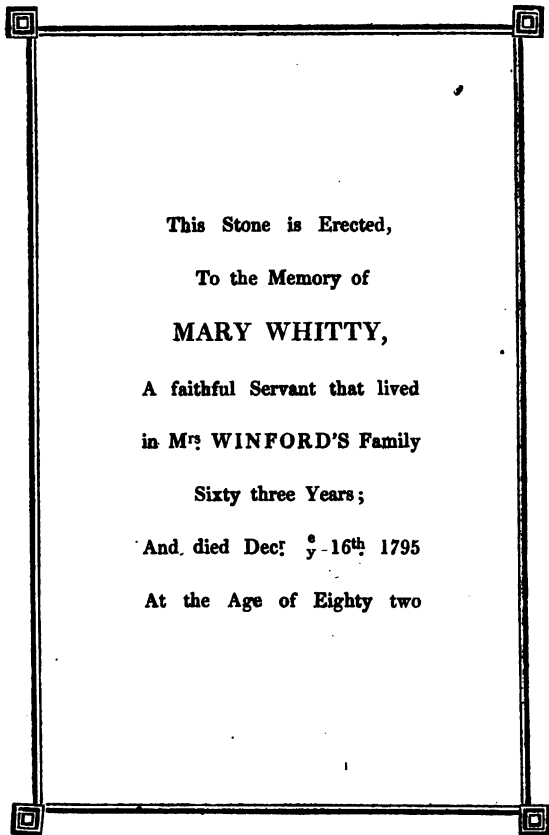 This Stone is Erected,
To the Memory of
MARY WHITTY,
A faithful Servant that lived
in Mrs. WINFORD'S Family
Sixty three Years;
And died Decr. ye 16th. 1795
At the Age of Eighty two